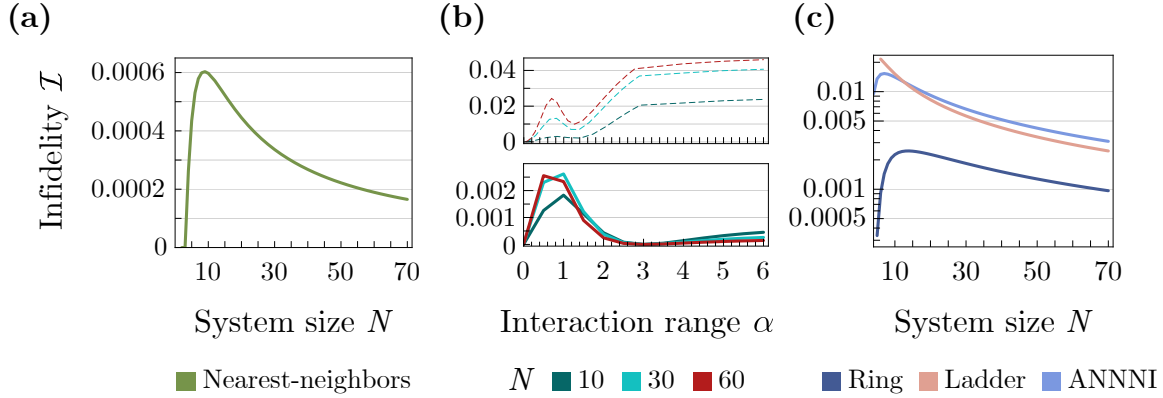 (a)
Infidelity ℐ
0.0006
0.0004
0.0002
0
10 30 50 70
System size N
Nearest-neighbors
(b)
0.04
0.02
0
0.002
0.001
0
0 1 2 3 4 5 6
Interaction range α
N 10 30 60
(c)
0.01
0.005
0.001
0.0005
10 30 50 70
System size N
Ring Ladder ANNNI